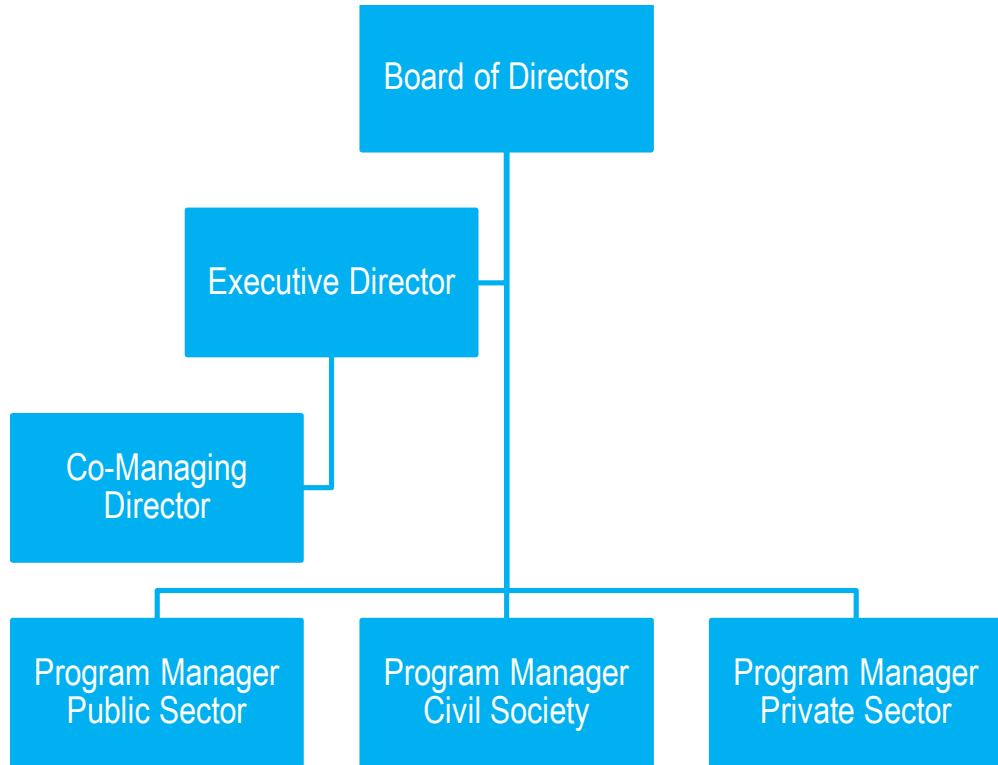 Board of Directors
Executive Director
Co-Managing
Director
Program Manager
Public Sector
Program Manager
Civil Society
Program Manager
Private Sector